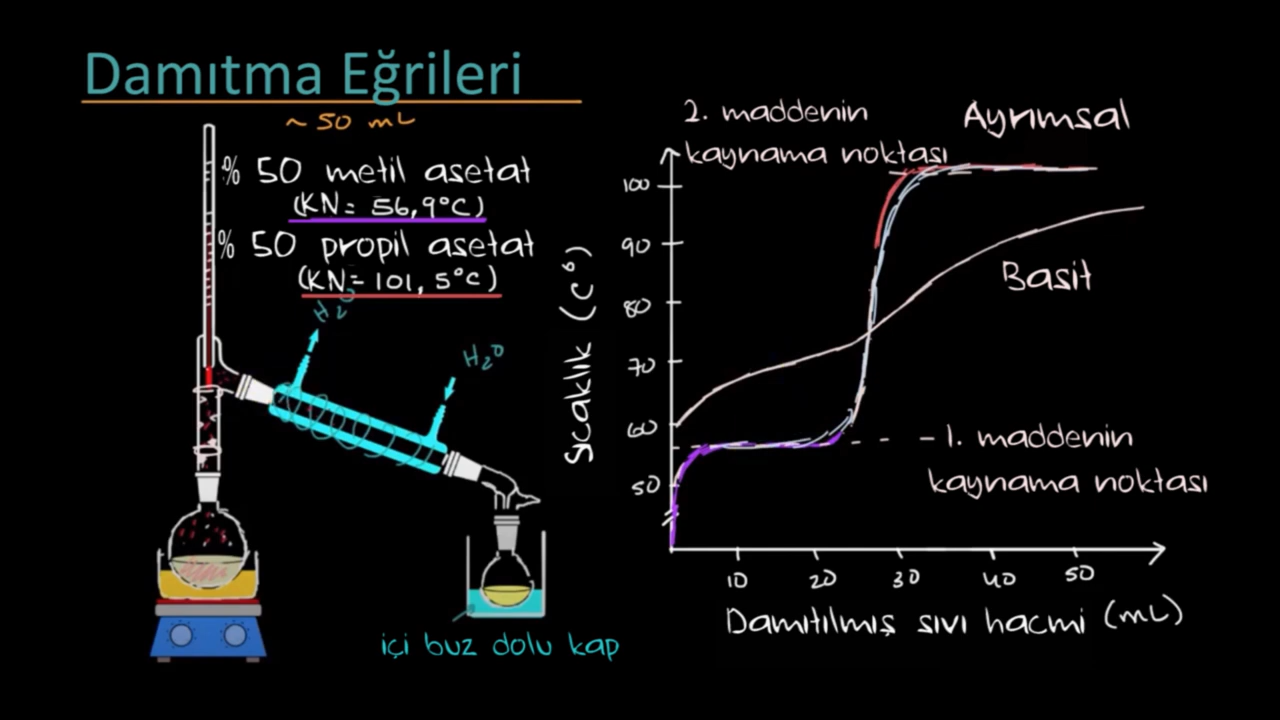 Damıtma Eğrileri
~ 50 mL
% 50 metil asetat
(KN= 56,9°C)
% 50 propil asetat
(KN= 101, 5°C)
H₂O
H₂O
içi buz dolu kap
2. maddenin
kaynama noktası
Ayrımsal
Basit
1. maddenin
kaynama noktası
Sıcaklık (C°)
100
90
80
70
60
50
10 20 30 40 50
Damıtılmış sıvı hacmi (mL)